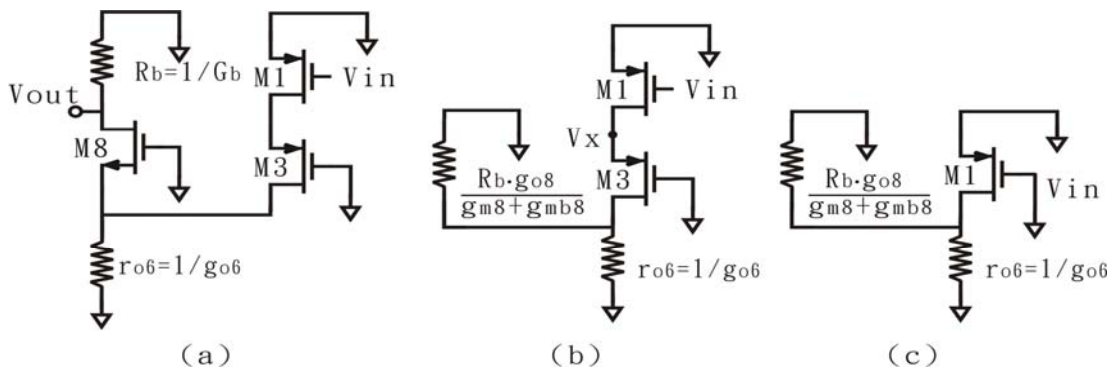 Rb=1/Gb
M1
Vin
Vout
M8
M3
ro6=1/go6
(a)
M1
Vin
Vx
M3
Rb·go8
gm8+gmb8
ro6=1/go6
(b)
Rb·go8
gm8+gmb8
M1
Vin
ro6=1/go6
(c)